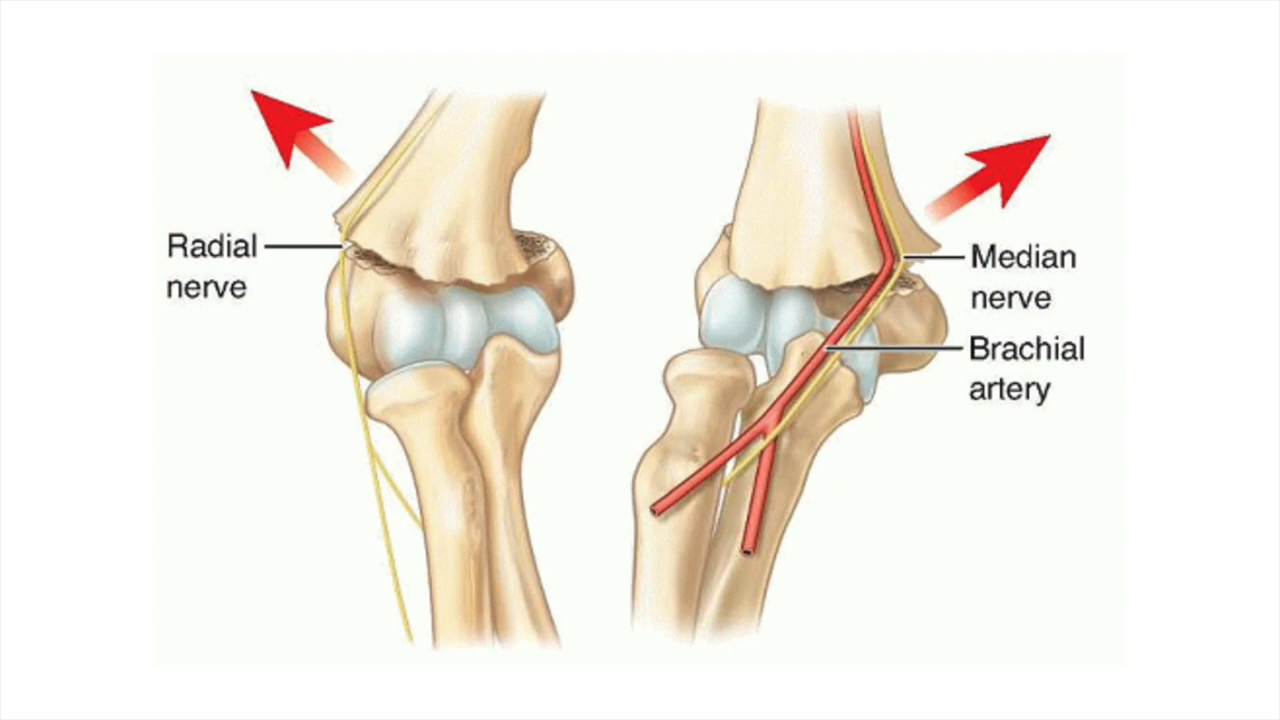 Radial
nerve
Median
nerve
Brachial
artery